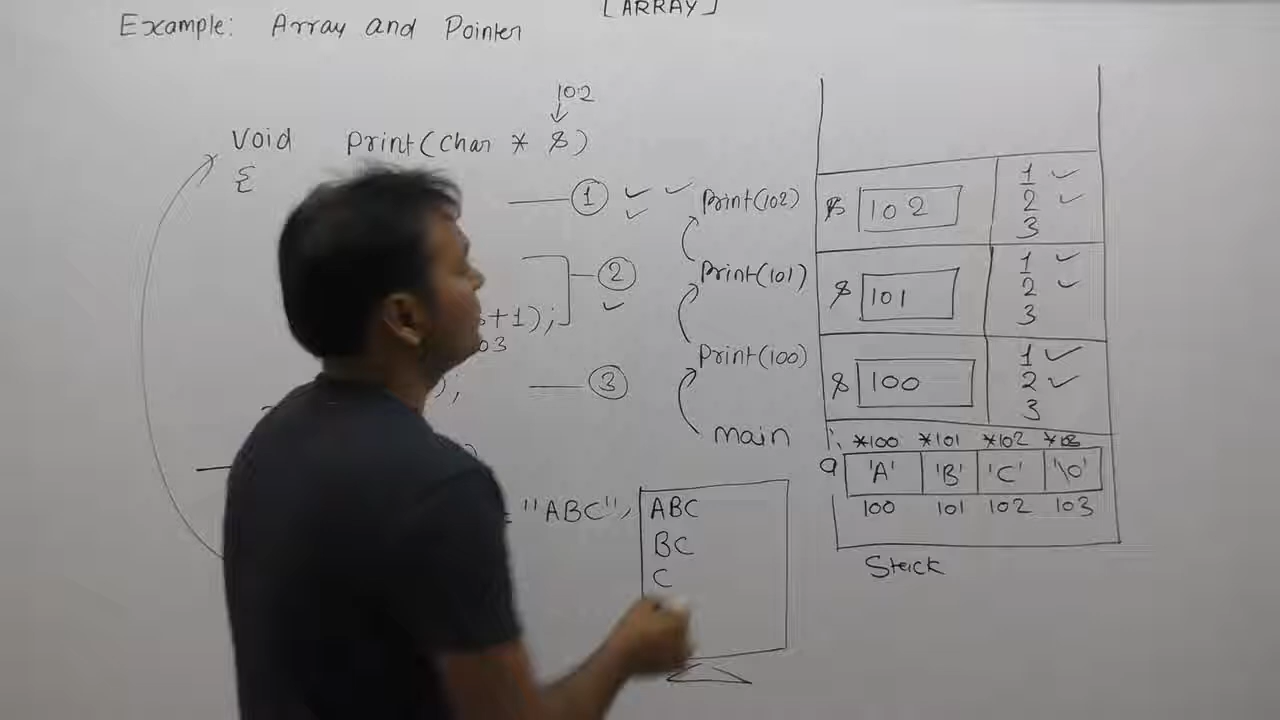 [ARRAY]
Example: Array and Pointer
102
Void Print(char * $)
{
1
2
+1);
03
3
);
Print(102)
Print(101)
Print(100)
main
$ 102
1
2
3
$ 101
1
2
3
$ 100
1
2
3
*100 *101 *102
a 'A' 'B' 'C' '\0'
100 101 102 103
Stack
"ABC",
ABC
BC
C